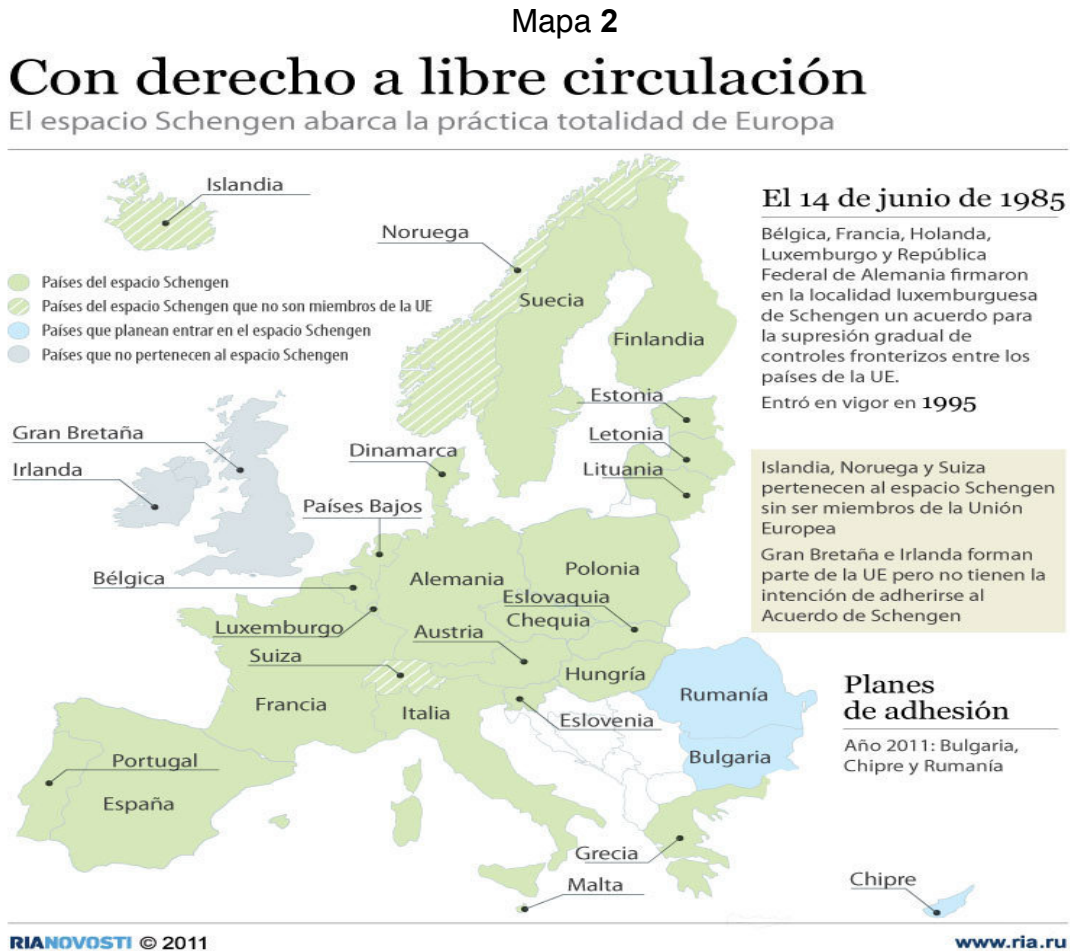 Mapa 2
Con derecho a libre circulación
El espacio Schengen abarca la práctica totalidad de Europa
Islandia
Noruega
Suecia
Finlandia
Países del espacio Schengen
Países del espacio Schengen que no son miembros de la UE
Países que planean entrar en el espacio Schengen
Países que no pertenecen al espacio Schengen
El 14 de junio de 1985
Bélgica, Francia, Holanda,
Luxemburgo y República
Federal de Alemania firmaron
en la localidad luxemburguesa
de Schengen un acuerdo para
la supresión gradual de
controles fronterizos entre los
países de la UE.
Entró en vigor en 1995
Estonia
Letonia
Lituania
Gran Bretaña
Irlanda
Dinamarca
Países Bajos
Bélgica
Alemania
Polonia
Eslovaquia
Chequia
Luxemburgo
Austria
Suiza
Hungría
Francia
Italia
Eslovenia
Rumanía
Bulgaria
Portugal
España
Grecia
Malta
Chipre
Islandia, Noruega y Suiza
pertenecen al espacio Schengen
sin ser miembros de la Unión
Europea
Gran Bretaña e Irlanda forman
parte de la UE pero no tienen la
intención de adherirse al
Acuerdo de Schengen
Planes
de adhesión
Año 2011: Bulgaria,
Chipre y Rumanía
RIANOVOSTI © 2011
www.ria.ru